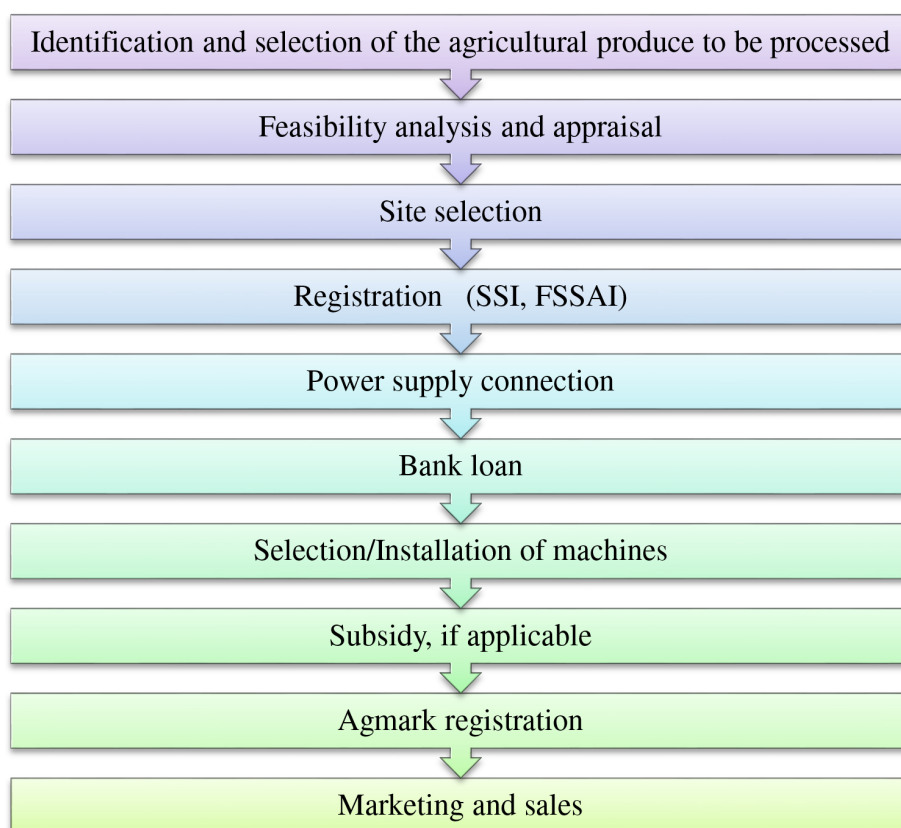 Identification and selection of the agricultural produce to be processed
Feasibility analysis and appraisal
Site selection
Registration (SSI, FSSAI)
Power supply connection
Bank loan
Selection/Installation of machines
Subsidy, if applicable
Agmark registration
Marketing and sales